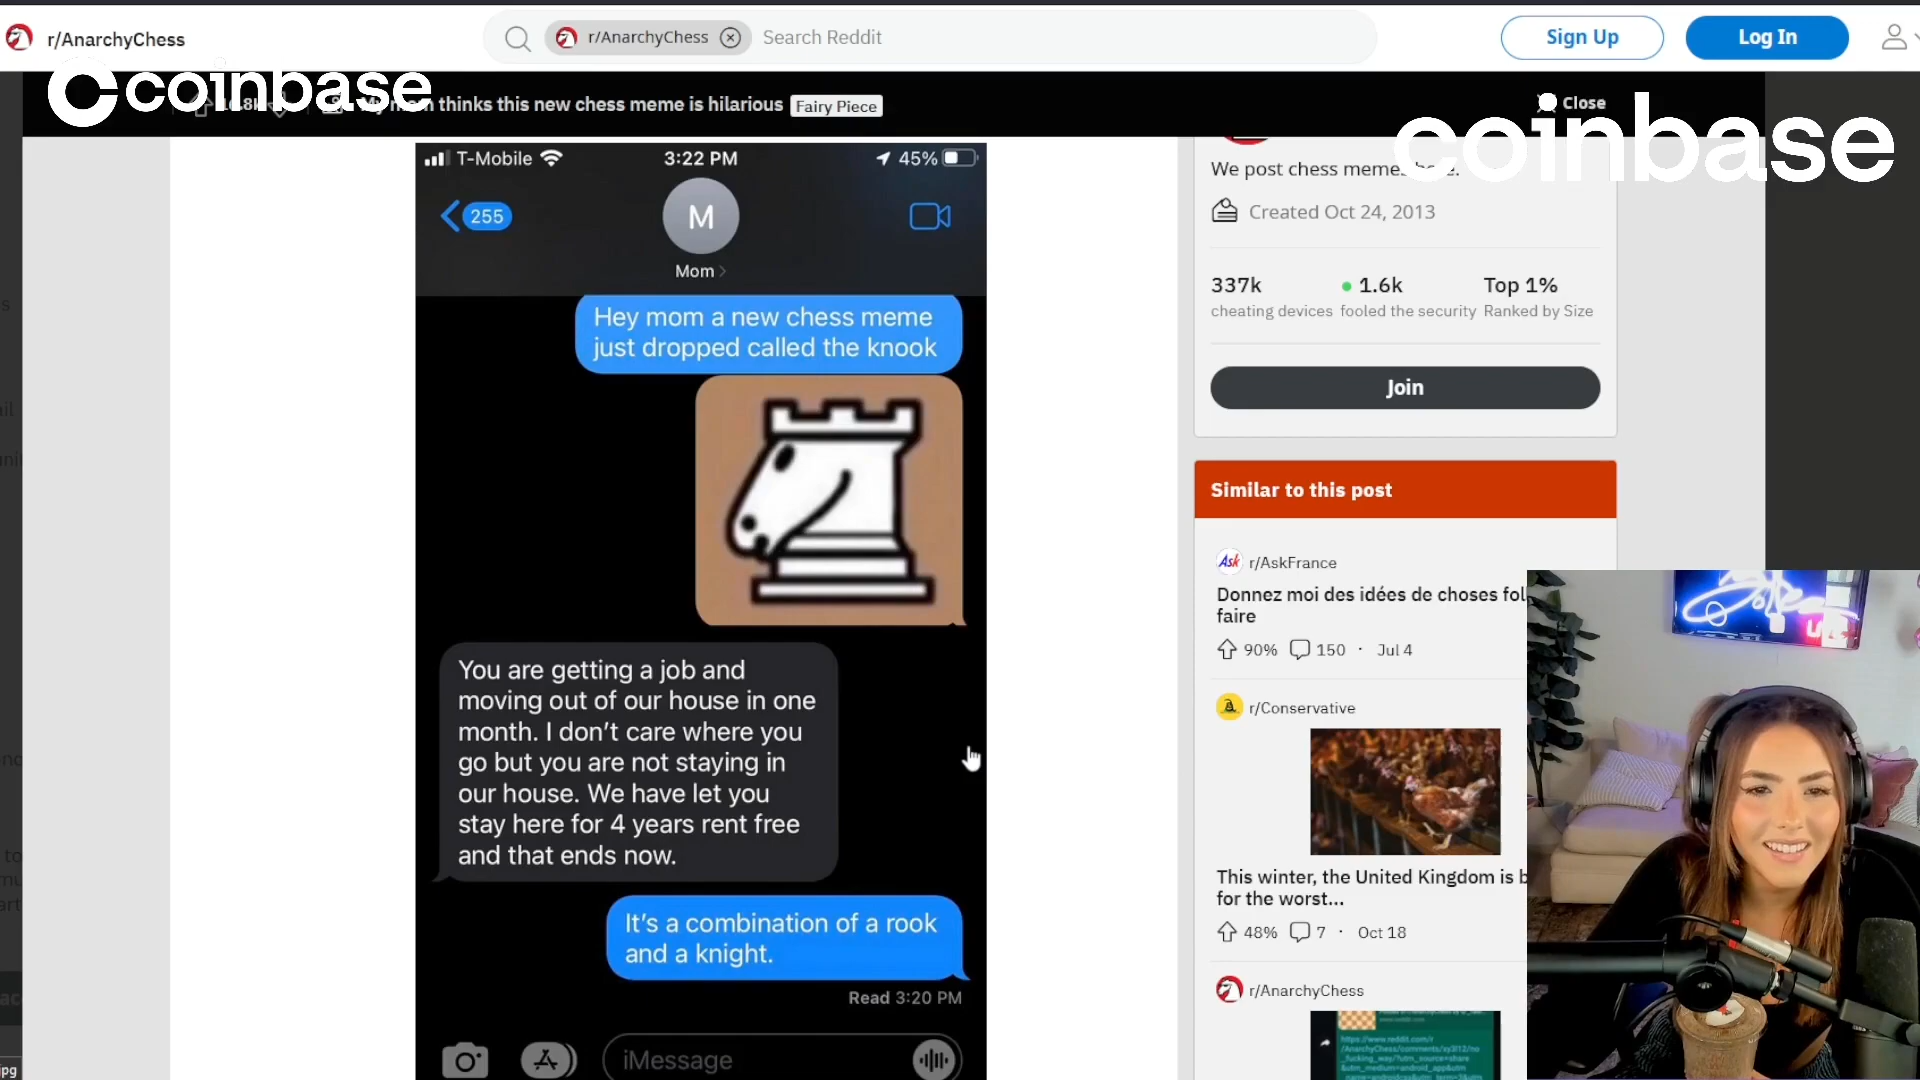 r/AnarchyChess
r/AnarchyChess
Search Reddit
Sign Up
Log In
coinbase
thinks this new chess meme is hilarious
Fairy Piece
Close
coinbase
T-Mobile
3:22 PM
45%
255
M
Mom
Hey mom a new chess meme
just dropped called the knook
You are getting a job and
moving out of our house in one
month. I don't care where you
go but you are not staying in
our house. We have let you
stay here for 4 years rent free
and that ends now.
It's a combination of a rook
and a knight.
Read 3:20 PM
iMessage
We post chess memes
Created Oct 24, 2013
337k
1.6k
Top 1%
cheating devices
fooled the security
Ranked by Size
Join
Similar to this post
Ask
r/AskFrance
Donnez moi des idées de choses
faire
90%
150
· Jul 4
r/Conservative
This winter, the United Kingdom is
for the worst...
48%
7
· Oct 18
r/AnarchyChess